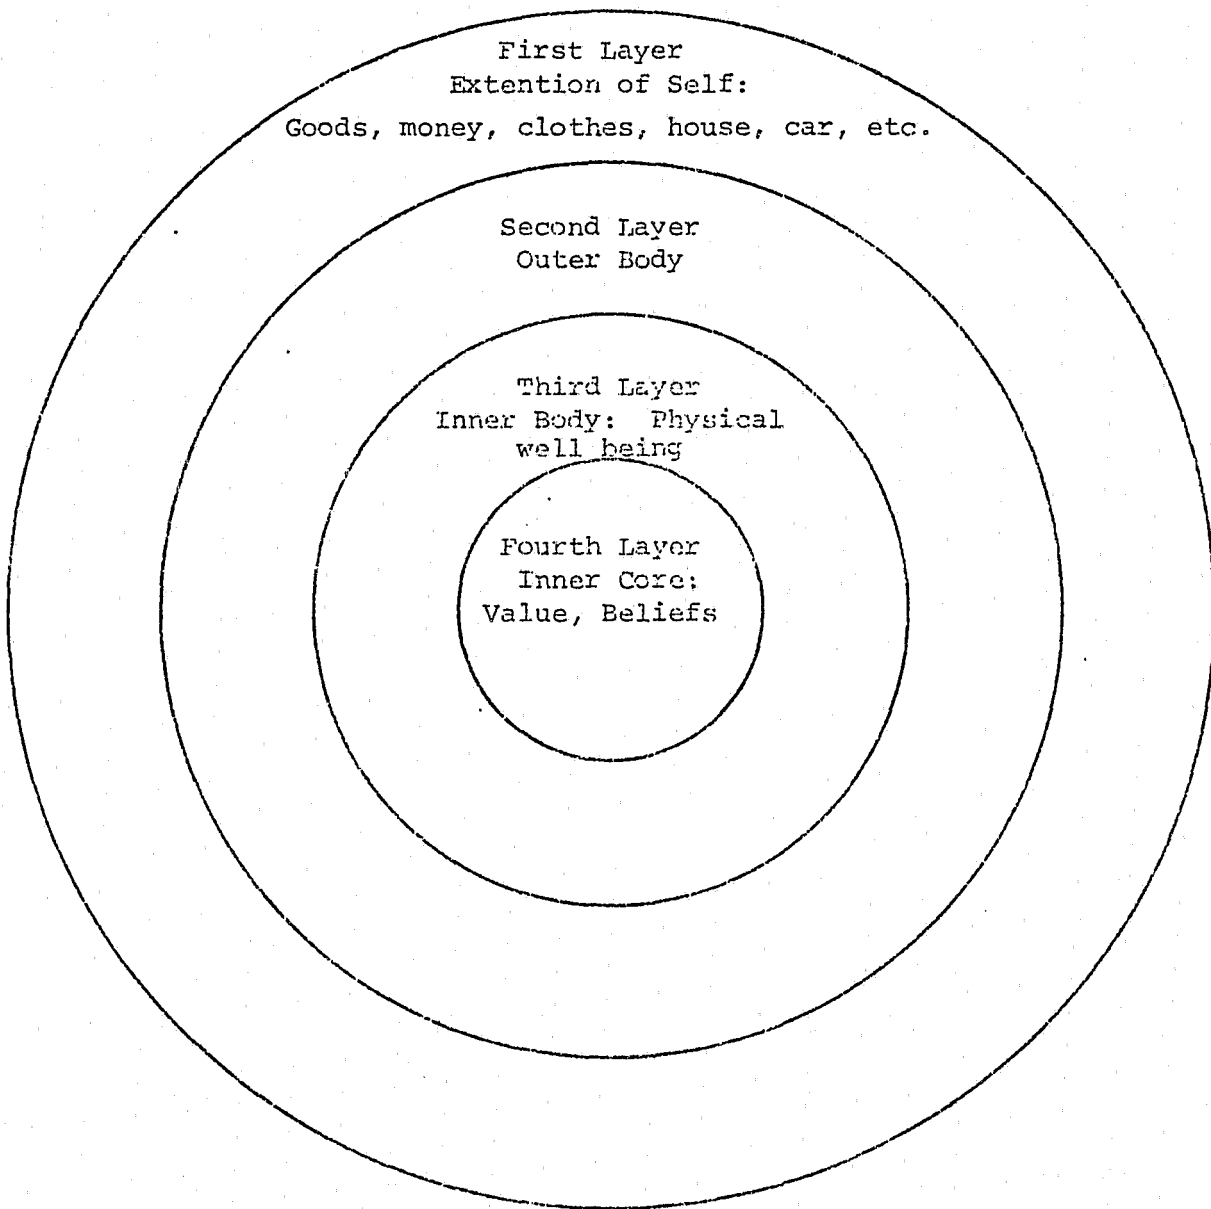 First Layer
Extention of Self:
Goods, money, clothes, house, car, etc.
Second Layer
Outer Body
Third Layer
Inner Body: Physical
well being
Fourth Layer
Inner Core:
Value, Beliefs